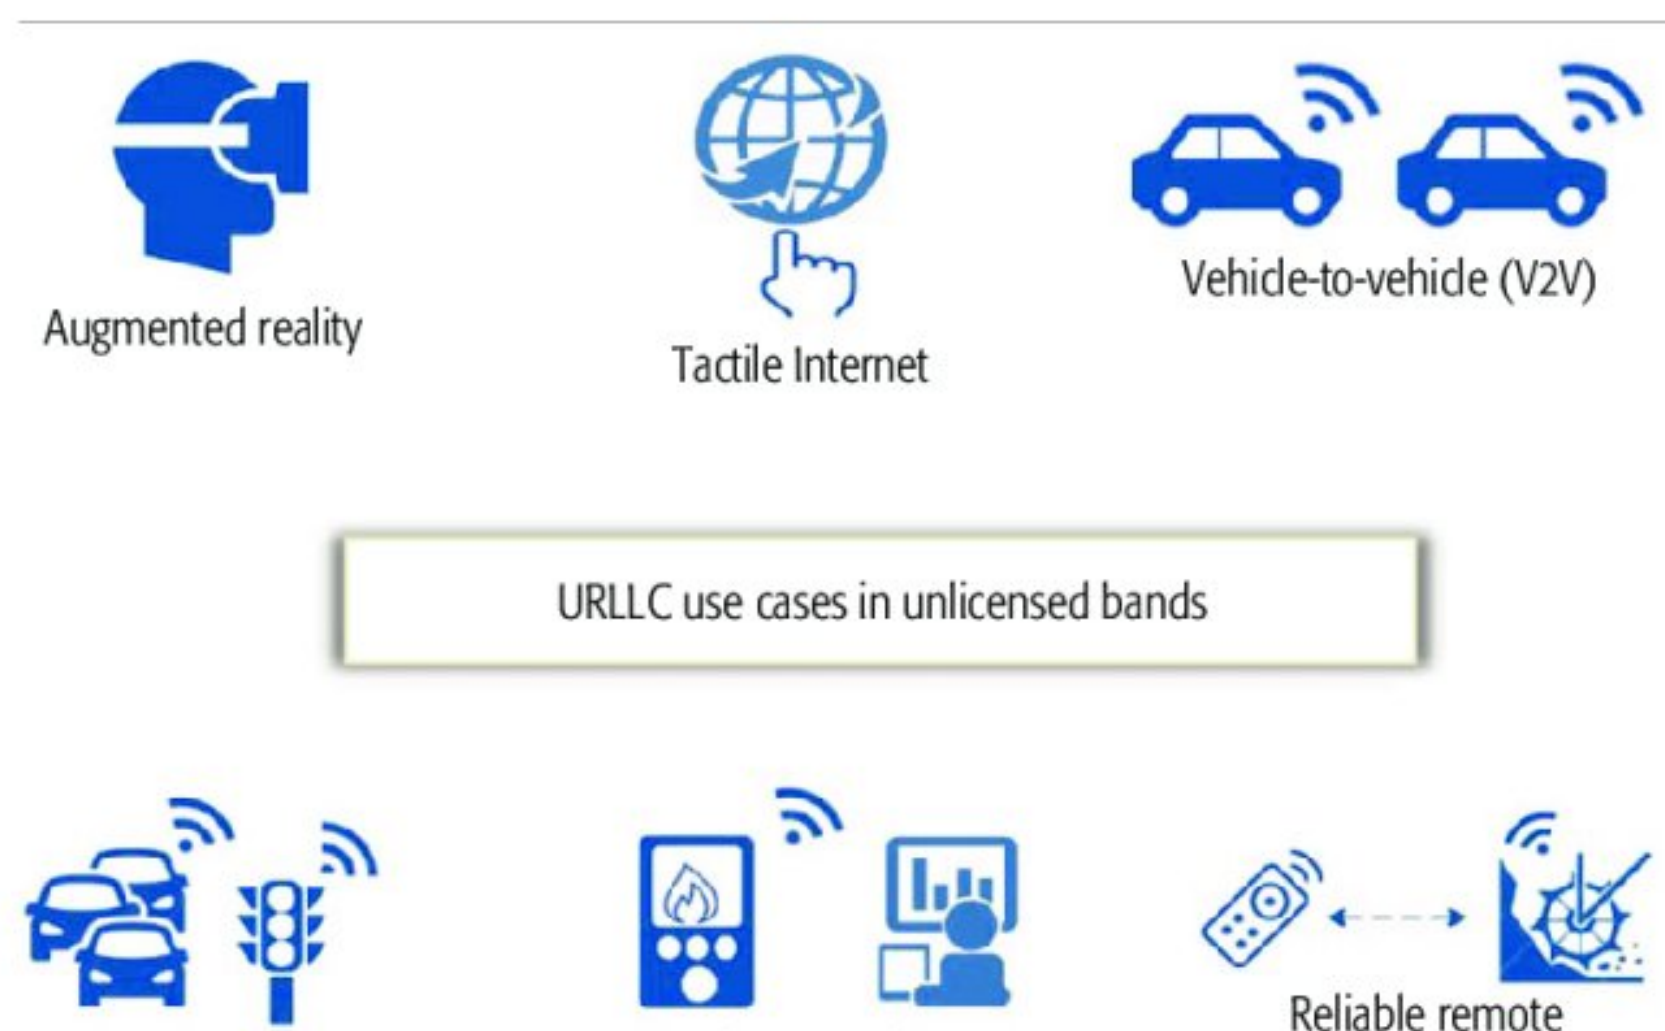 Augmented reality
Tactile Internet
Vehicle-to-vehicle (V2V)
URLLC use cases in unlicensed bands
Reliable remote